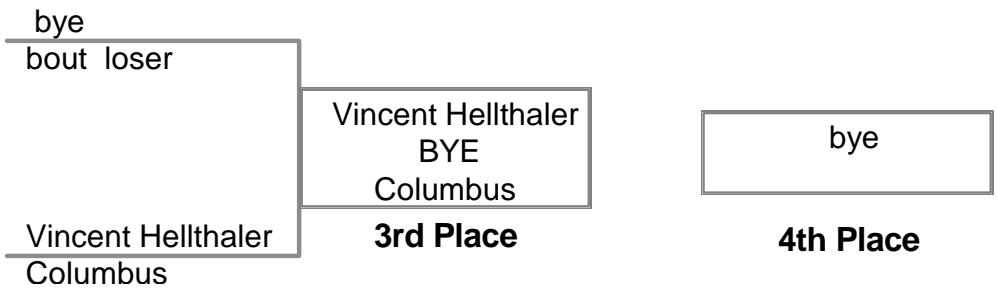 bye
bout loser
Vincent Hellthaler
BYE
Columbus
3rd Place
bye
4th Place
Vincent Hellthaler
Columbus